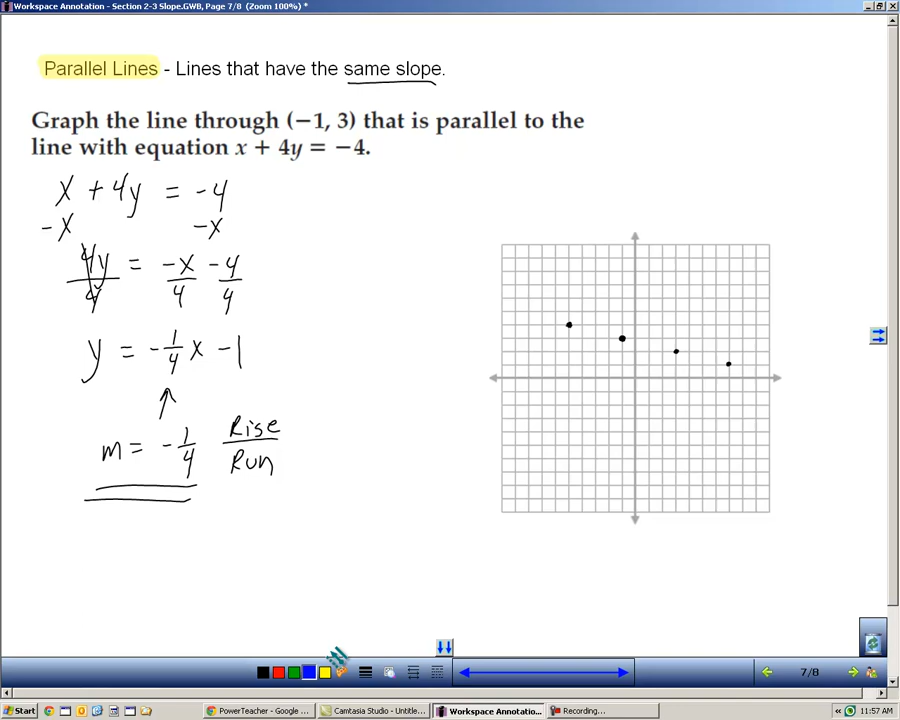 Workspace Annotation - Section 2-3 Slope.GWB, Page 7/8 (Zoom 100%) *
Parallel Lines - Lines that have the same slope.
Graph the line through (−1, 3) that is parallel to the
line with equation x + 4y = −4.
x + 4y = -4
-x -x
4y/4 = -x/4 - 4/4
y = -1/4 x - 1
m = -1/4 Rise/Run
7/8
Start
PowerTeacher - Google ...
Camtasia Studio - Untitle...
Workspace Annotation...
Recording...
11:57 AM